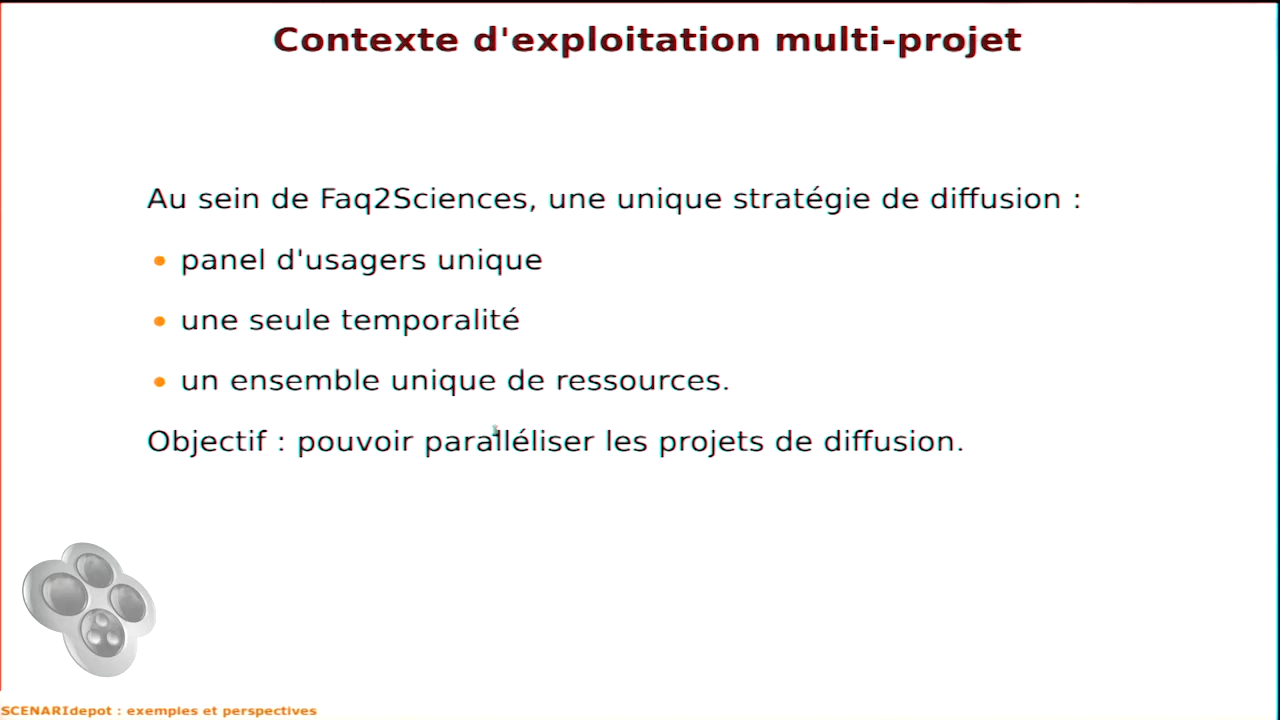 Contexte d'exploitation multi-projet
Au sein de Faq2Sciences, une unique stratégie de diffusion :
• panel d'usagers unique
• une seule temporalité
• un ensemble unique de ressources.
Objectif : pouvoir paralléliser les projets de diffusion.
SCENARIdepot : exemples et perspectives